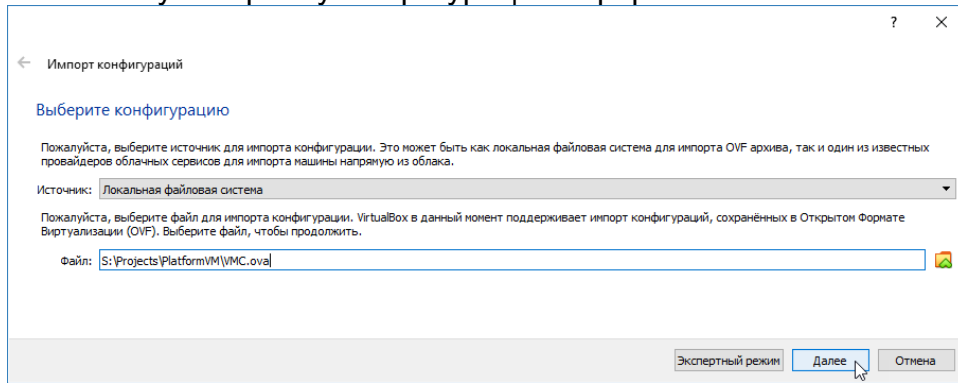 ? ×
← Импорт конфигураций
Выберите конфигурацию
Пожалуйста, выберите источник для импорта конфигурации. Это может быть как локальная файловая система для импорта OVF архива, так и один из известных
провайдеров облачных сервисов для импорта машины напрямую из облака.
Источник: Локальная файловая система
Пожалуйста, выберите файл для импорта конфигурации. VirtualBox в данный момент поддерживает импорт конфигураций, сохранённых в Открытом Формате
Виртуализации (OVF). Выберите файл, чтобы продолжить.
Файл: S:\Projects\PlatformVM\VMC.ova
Экспертный режим Далее Отмена